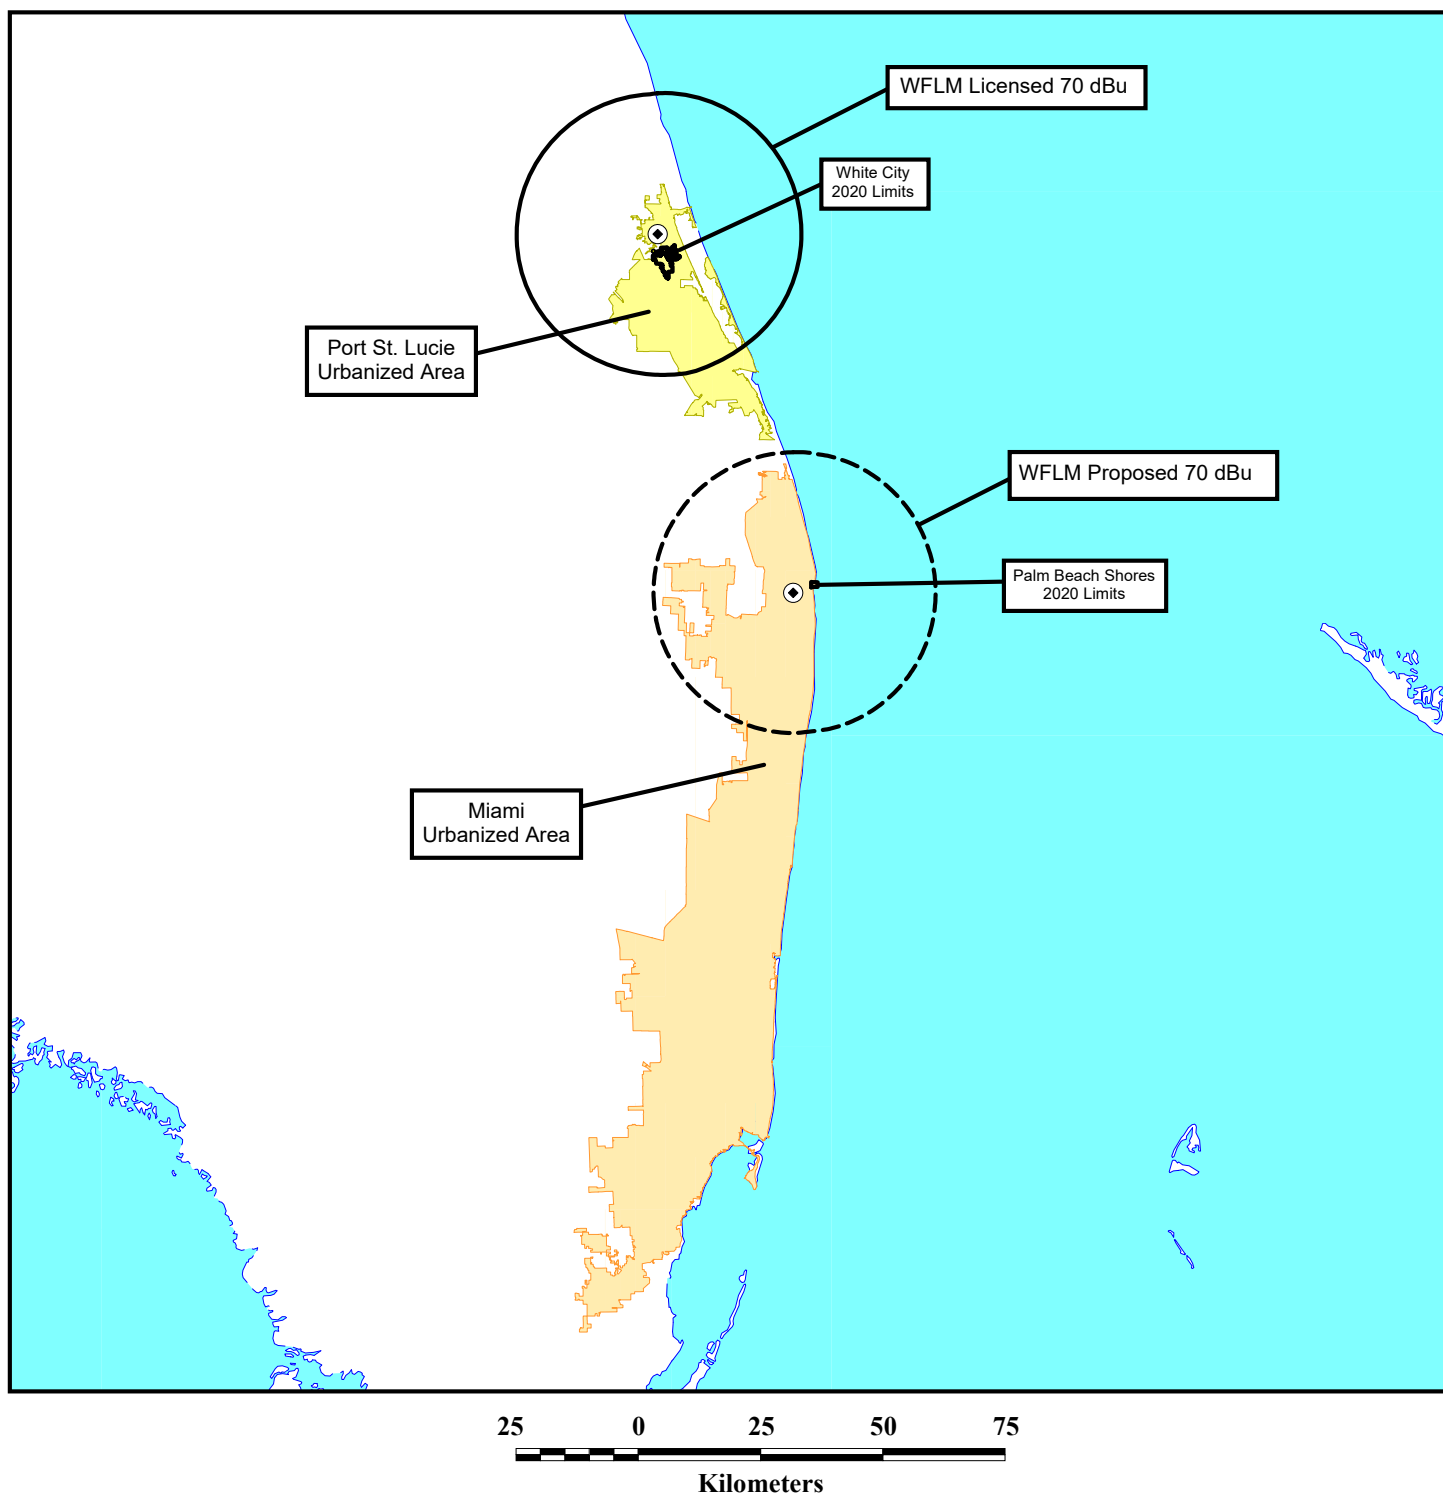 WFLM Licensed 70 dBu
White City
2020 Limits
Port St. Lucie
Urbanized Area
WFLM Proposed 70 dBu
Palm Beach Shores
2020 Limits
Miami
Urbanized Area
25 0 25 50 75
Kilometers